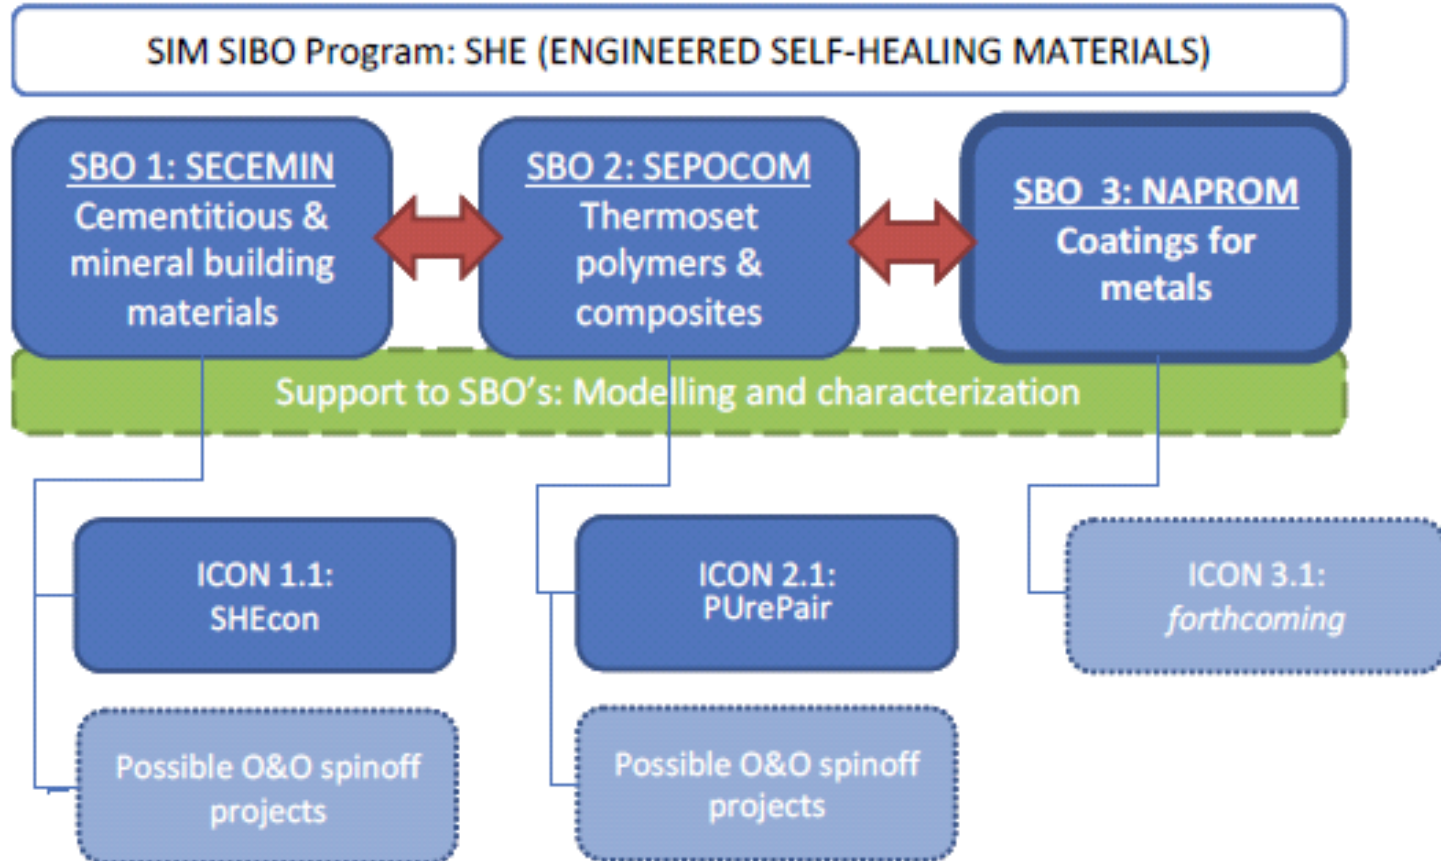 SIM SIBO Program: SHE (ENGINEERED SELF-HEALING MATERIALS)
SBO 1: SECEMIN
Cementitious &
mineral building
materials
SBO 2: SEPOCOM
Thermoset
polymers &
composites
SBO 3: NAPROM
Coatings for
metals
Support to SBO's: Modelling and characterization
ICON 1.1:
SHEcon
ICON 2.1:
PUrePair
ICON 3.1:
forthcoming
Possible O&O spinoff
projects
Possible O&O spinoff
projects